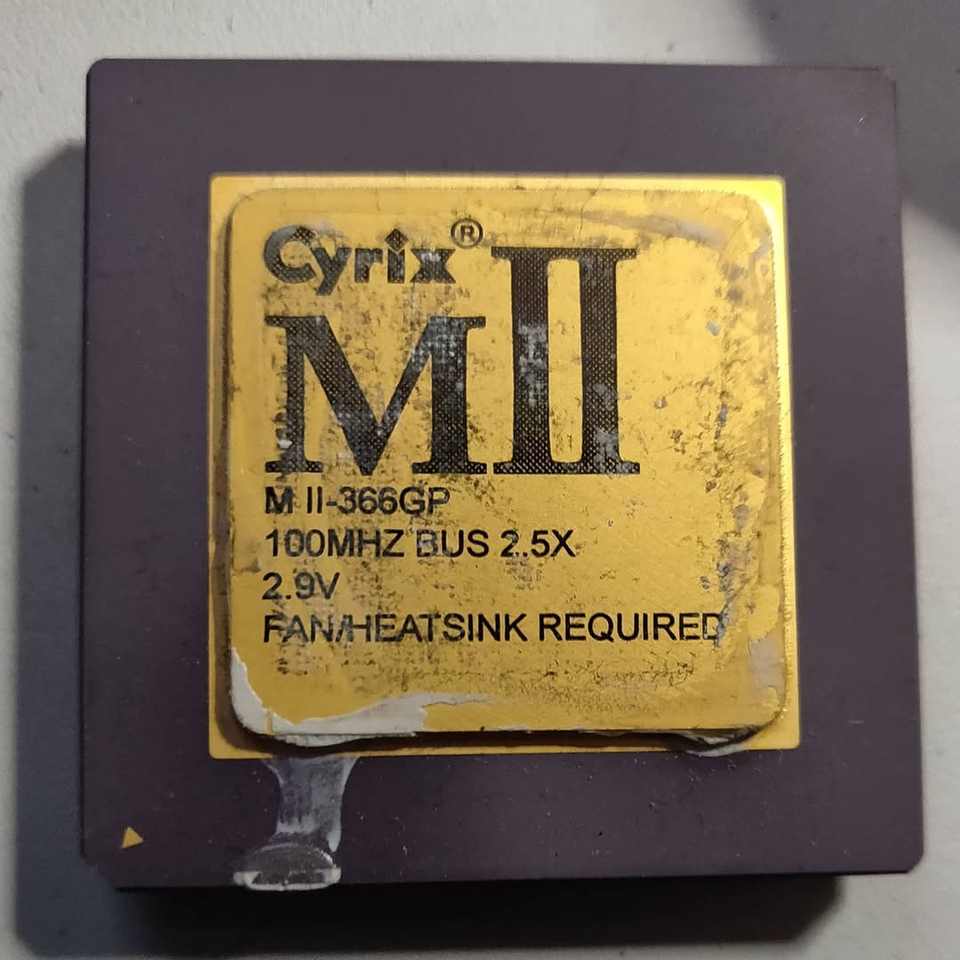 Cyrix®
MII
M II-366GP
100MHZ BUS 2.5X
2.9V
FAN/HEATSINK REQUIRED